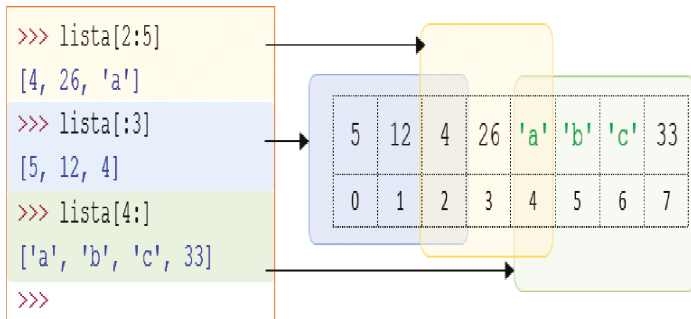 >>> lista[2:5]
[4, 26, 'a']
>>> lista[:3]
[5, 12, 4]
>>> lista[4:]
['a', 'b', 'c', 33]
>>>
5 12 4 26 'a' 'b' 'c' 33
0 1 2 3 4 5 6 7